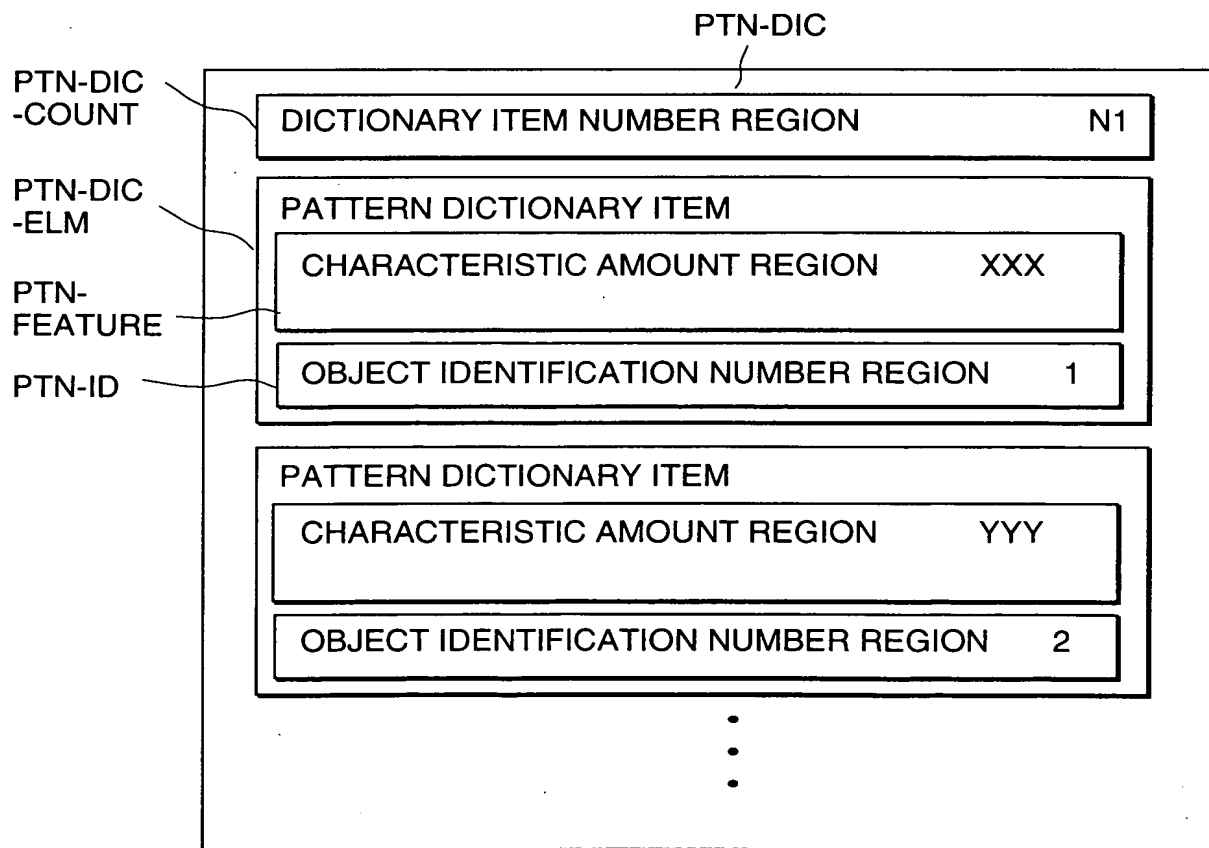 PTN-DIC
PTN-DIC
-COUNT
DICTIONARY ITEM NUMBER REGION N1
PTN-DIC
-ELM
PATTERN DICTIONARY ITEM
CHARACTERISTIC AMOUNT REGION XXX
PTN-
FEATURE
OBJECT IDENTIFICATION NUMBER REGION 1
PTN-ID
PATTERN DICTIONARY ITEM
CHARACTERISTIC AMOUNT REGION YYY
OBJECT IDENTIFICATION NUMBER REGION 2